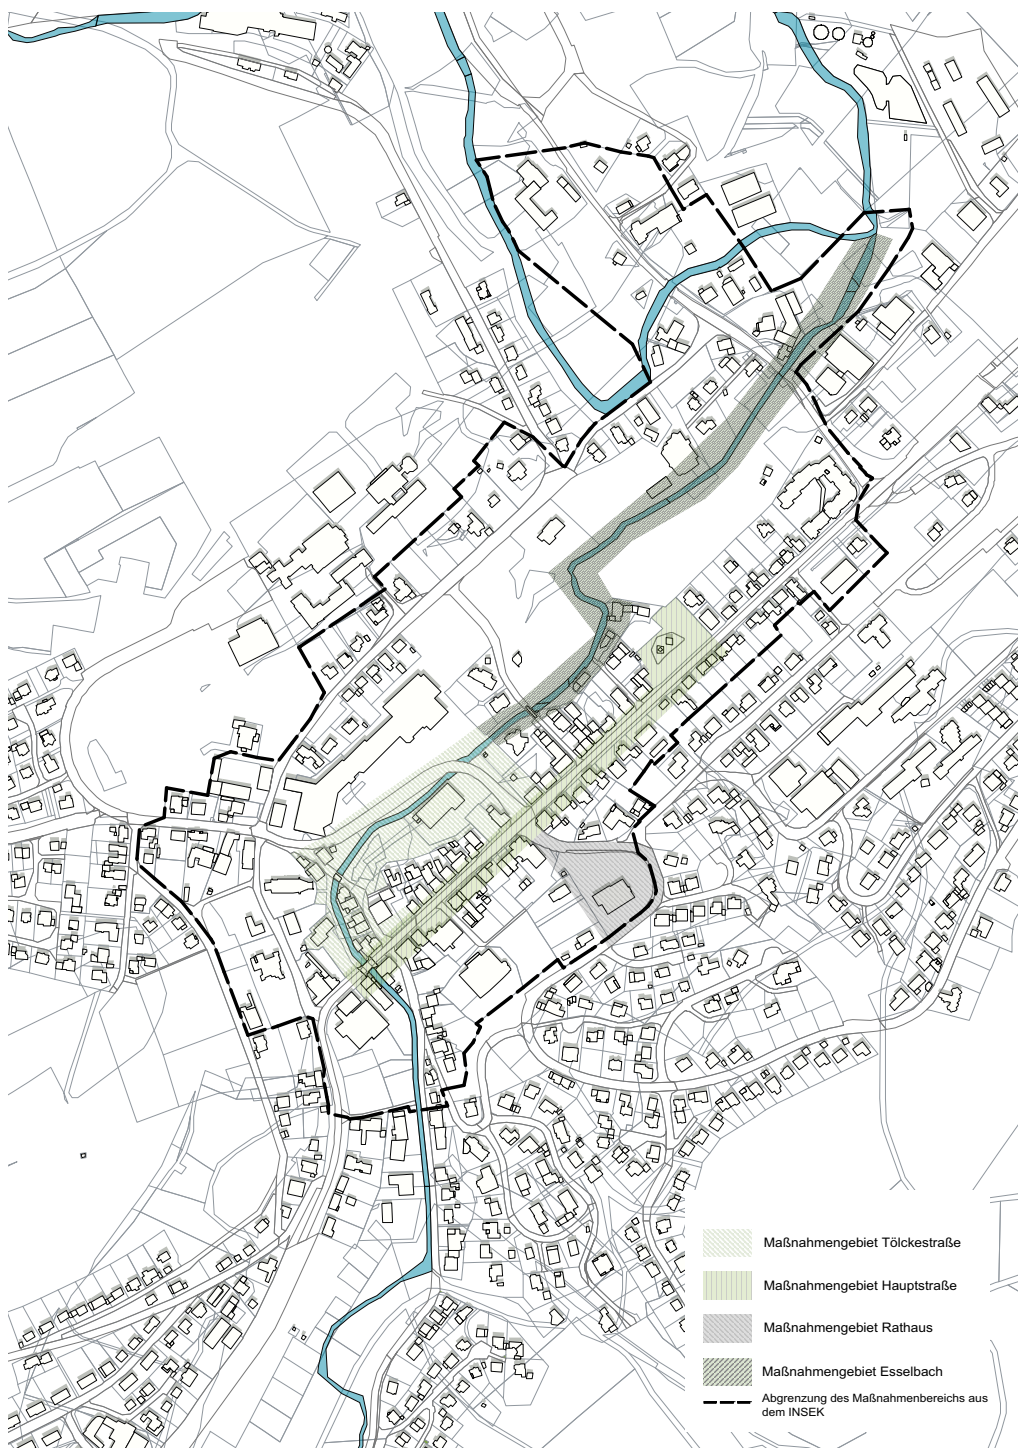 Maßnahmengebiet Tölckestraße
Maßnahmengebiet Hauptstraße
Maßnahmengebiet Rathaus
Maßnahmengebiet Esselbach
Abgrenzung des Maßnahmenbereichs aus
dem INSEK